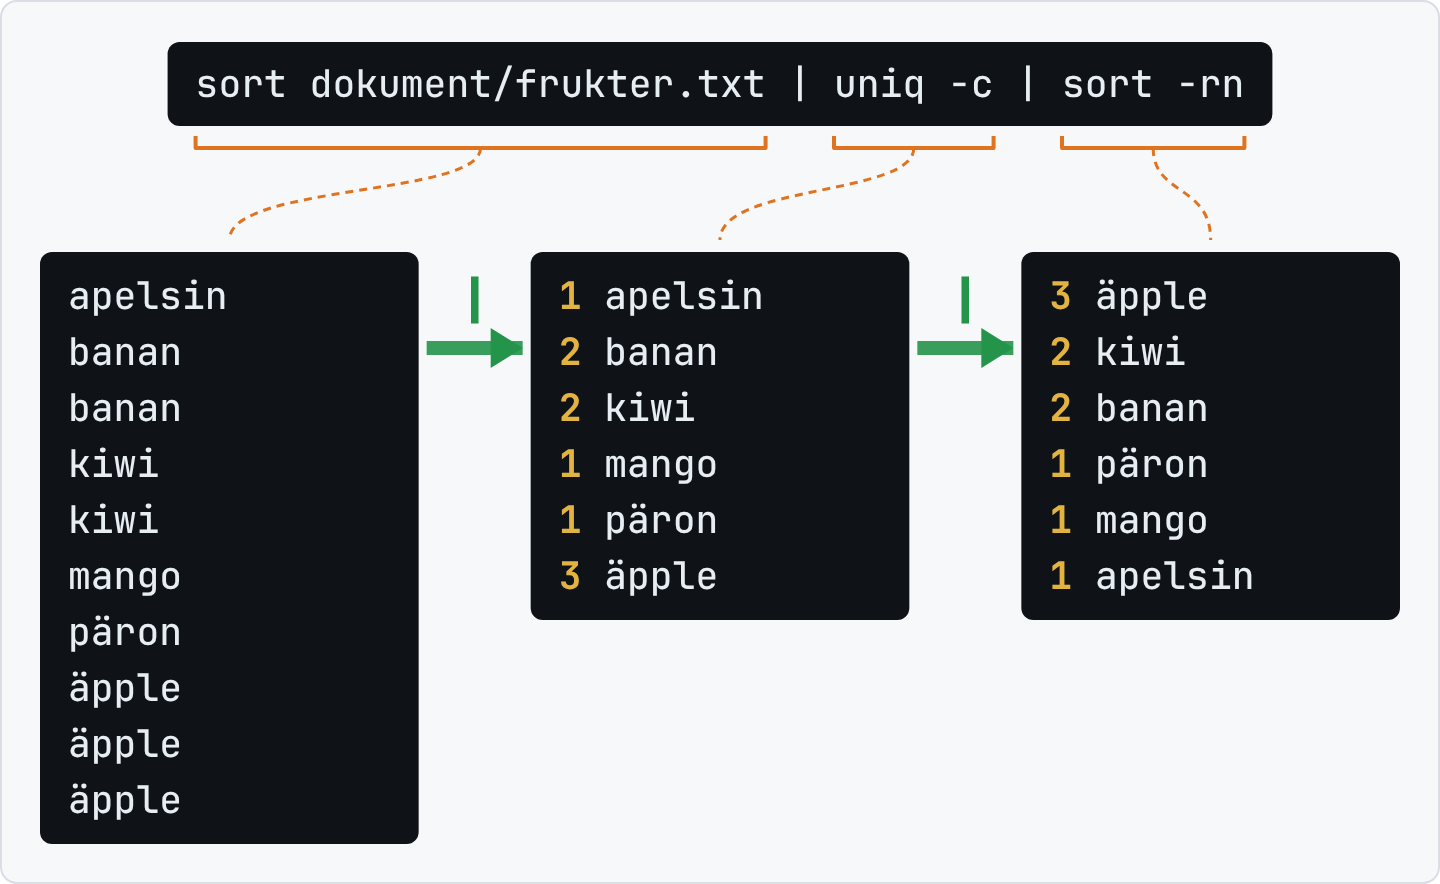 sort dokument/frukter.txt | uniq -c | sort -rn
apelsin
banan
banan
kiwi
kiwi
mango
päron
äpple
äpple
äpple
|
1 apelsin
2 banan
2 kiwi
1 mango
1 päron
3 äpple
|
3 äpple
2 kiwi
2 banan
1 päron
1 mango
1 apelsin